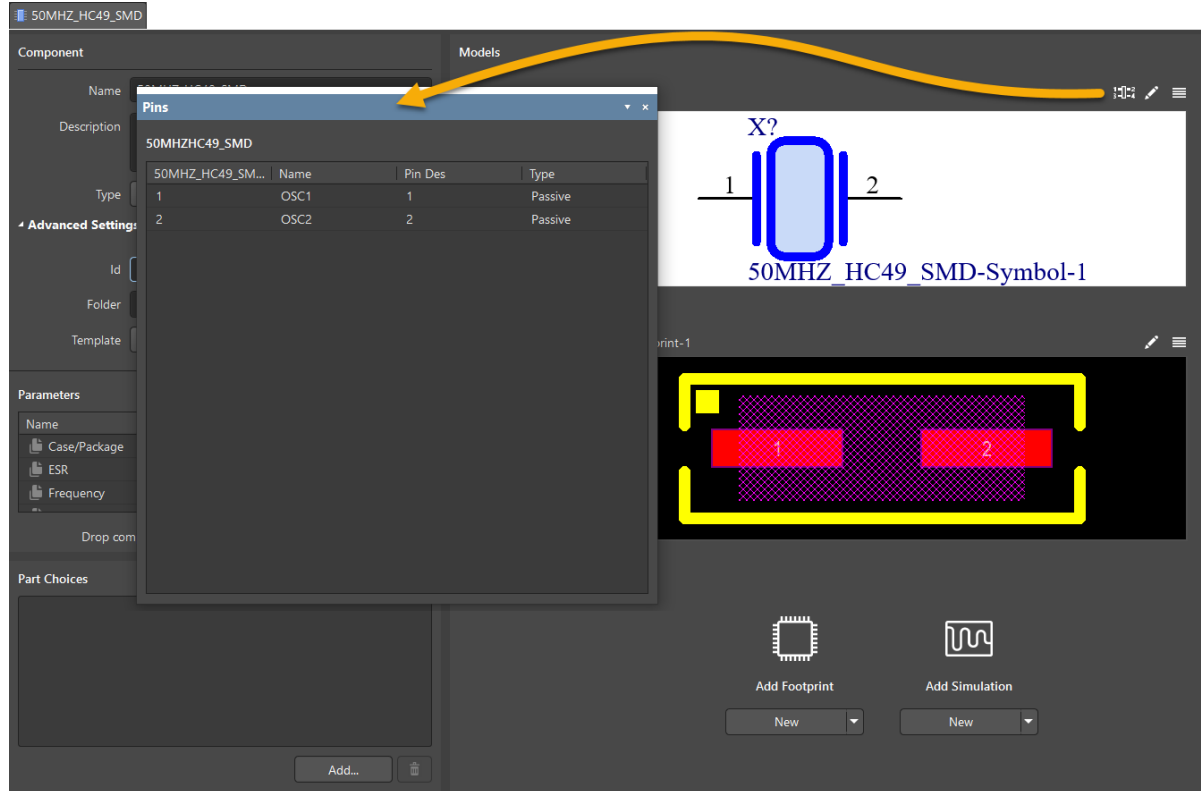 50MHZ_HC49_SMD
Component
Models
Name
Pins
Description
50MHZHC49_SMD
50MHZ_HC49_SM... Name Pin Des Type
1 OSC1 1 Passive
2 OSC2 2 Passive
Type
Advanced Settings
Id
Folder
Template
X?
1 2
50MHZ_HC49_SMD-Symbol-1
print-1
1 2
Parameters
Name
Case/Package
ESR
Frequency
Drop com
Part Choices
Add...
Add Footprint Add Simulation
New New